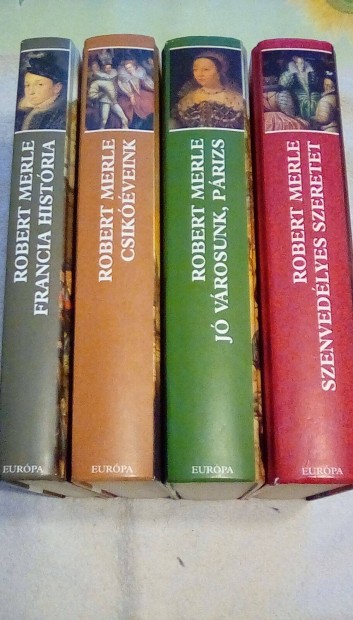 ROBERT MERLE
FRANCIA HISTÓRIA
EURÓPA
ROBERT MERLE
CSIKÓÉVEINK
EURÓPA
ROBERT MERLE
JÓ VÁROSUNK, PÁRIZS
EURÓPA
ROBERT MERLE
SZENVEDÉLYES SZERETET
EURÓPA